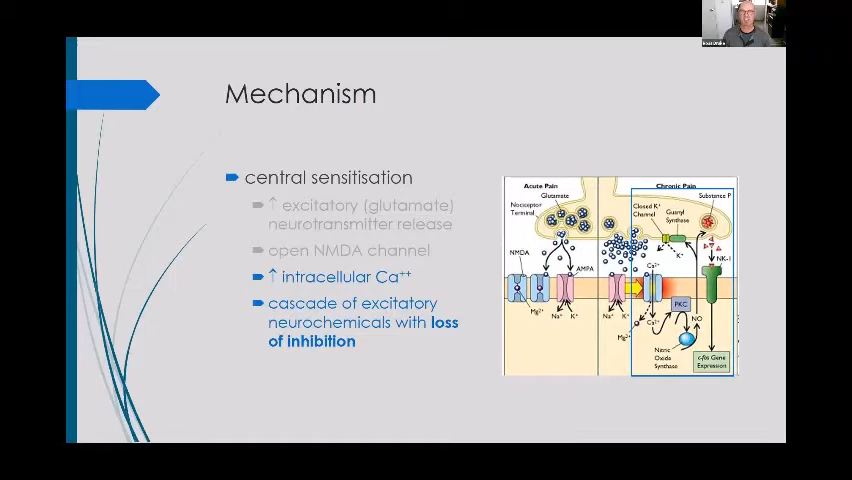 Ross Drake
Mechanism
central sensitisation
↑ excitatory (glutamate)
neurotransmitter release
open NMDA channel
↑ intracellular Ca++
cascade of excitatory
neurochemicals with loss
of inhibition
Acute Pain
Chronic Pain
Glutamate
Nociceptor
Terminal
Substance P
Closed K+
Channel
Guanyl
Synthase
K+
NMDA
AMPA
Ca2+
NK-1
Mg2+
Na+
K+
Na+
K+
Mg2+
Ca2+
PKC
NO
Nitric
Oxide
Synthase
c-fos Gene
Expression